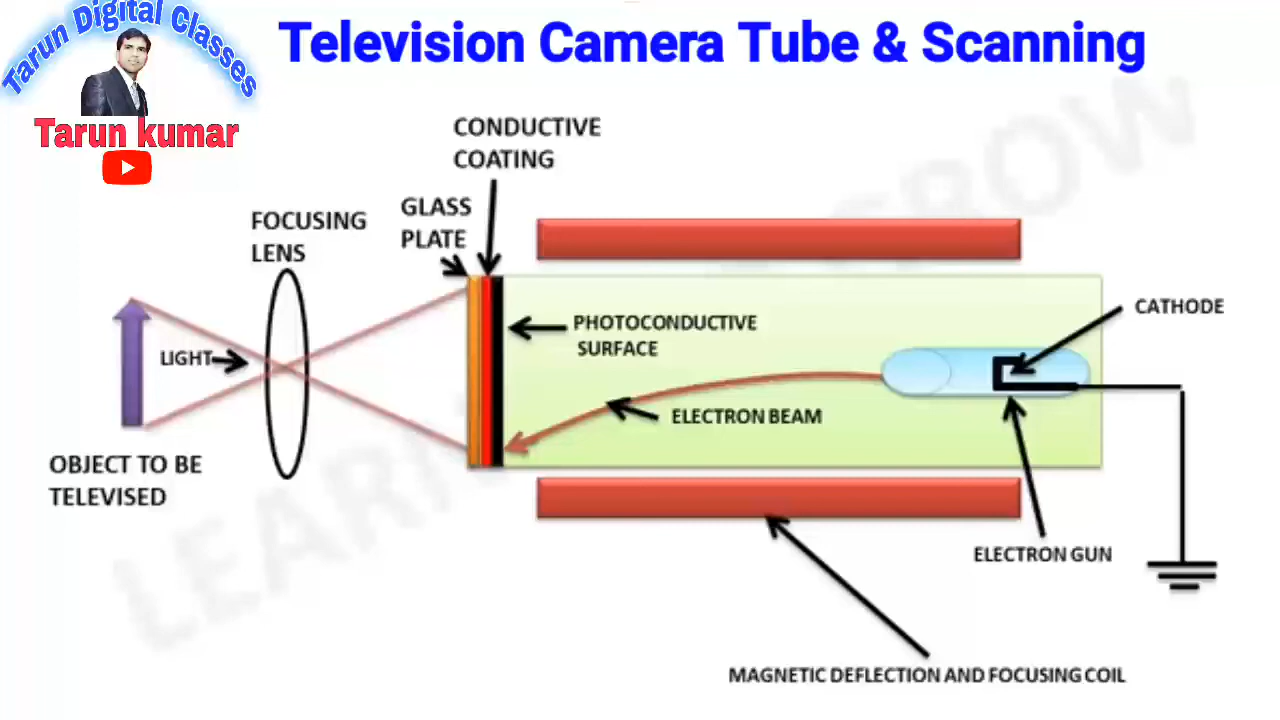 Tarun Digital Classes
Television Camera Tube & Scanning
Tarun kumar
CONDUCTIVE
COATING
GLASS
PLATE
FOCUSING
LENS
CATHODE
PHOTOCONDUCTIVE
SURFACE
LIGHT
ELECTRON BEAM
OBJECT TO BE
TELEVISED
ELECTRON GUN
MAGNETIC DEFLECTION AND FOCUSING COIL